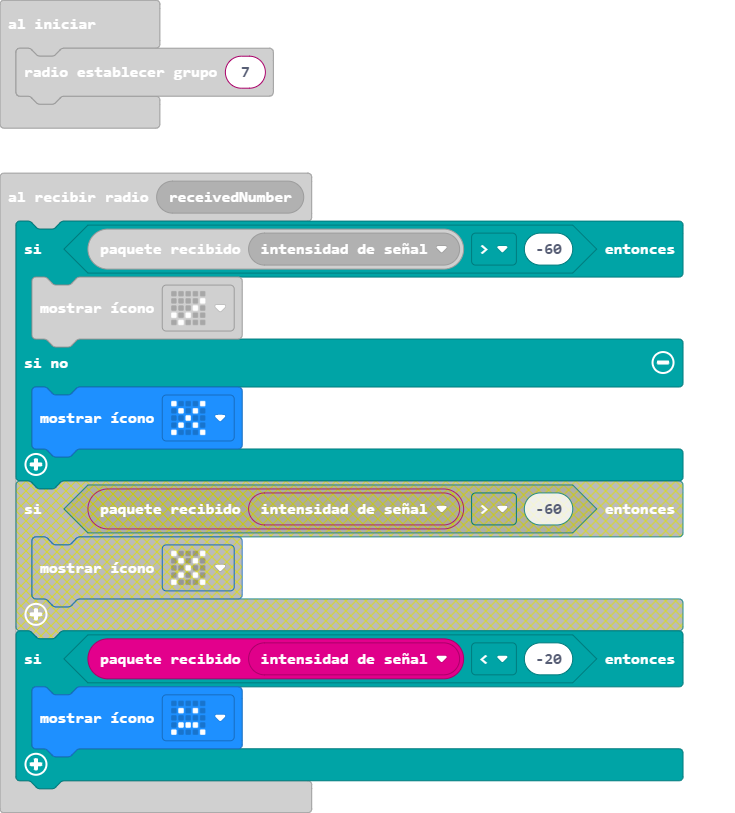 al iniciar
radio establecer grupo 7
al recibir radio receivedNumber
si paquete recibido intensidad de señal > -60 entonces
mostrar ícono
si no
mostrar ícono
si paquete recibido intensidad de señal > -60 entonces
mostrar ícono
si paquete recibido intensidad de señal < -20 entonces
mostrar ícono